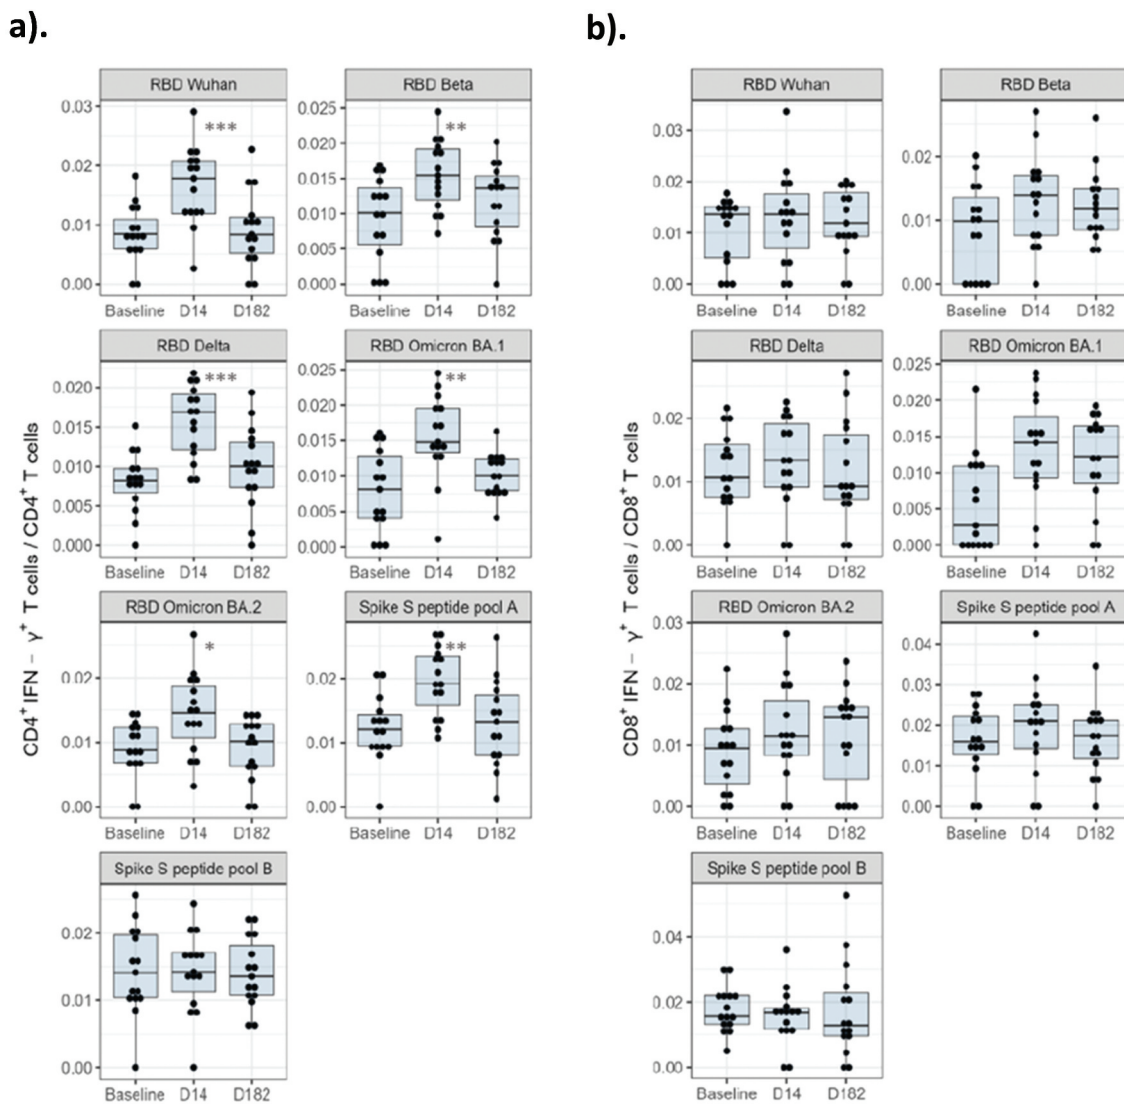 a).
CD4⁺ IFN − γ⁺ T cells / CD4⁺ T cells
RBD Wuhan
0.03
0.02
0.01
0.00
***
Baseline D14 D182
RBD Beta
0.025
0.020
0.015
0.010
0.005
0.000
**
Baseline D14 D182
RBD Delta
0.020
0.015
0.010
0.005
0.000
***
Baseline D14 D182
RBD Omicron BA.1
0.025
0.020
0.015
0.010
0.005
0.000
**
Baseline D14 D182
RBD Omicron BA.2
0.02
0.01
0.00
*
Baseline D14 D182
Spike S peptide pool A
0.02
0.01
0.00
**
Baseline D14 D182
Spike S peptide pool B
0.02
0.01
0.00
Baseline D14 D182
b).
CD8⁺ IFN − γ⁺ T cells / CD8⁺ T cells
RBD Wuhan
0.03
0.02
0.01
0.00
Baseline D14 D182
RBD Beta
0.02
0.01
0.00
Baseline D14 D182
RBD Delta
0.02
0.01
0.00
Baseline D14 D182
RBD Omicron BA.1
0.025
0.020
0.015
0.010
0.005
0.000
Baseline D14 D182
RBD Omicron BA.2
0.03
0.02
0.01
0.00
Baseline D14 D182
Spike S peptide pool A
0.04
0.03
0.02
0.01
0.00
Baseline D14 D182
Spike S peptide pool B
0.04
0.02
0.00
Baseline D14 D182